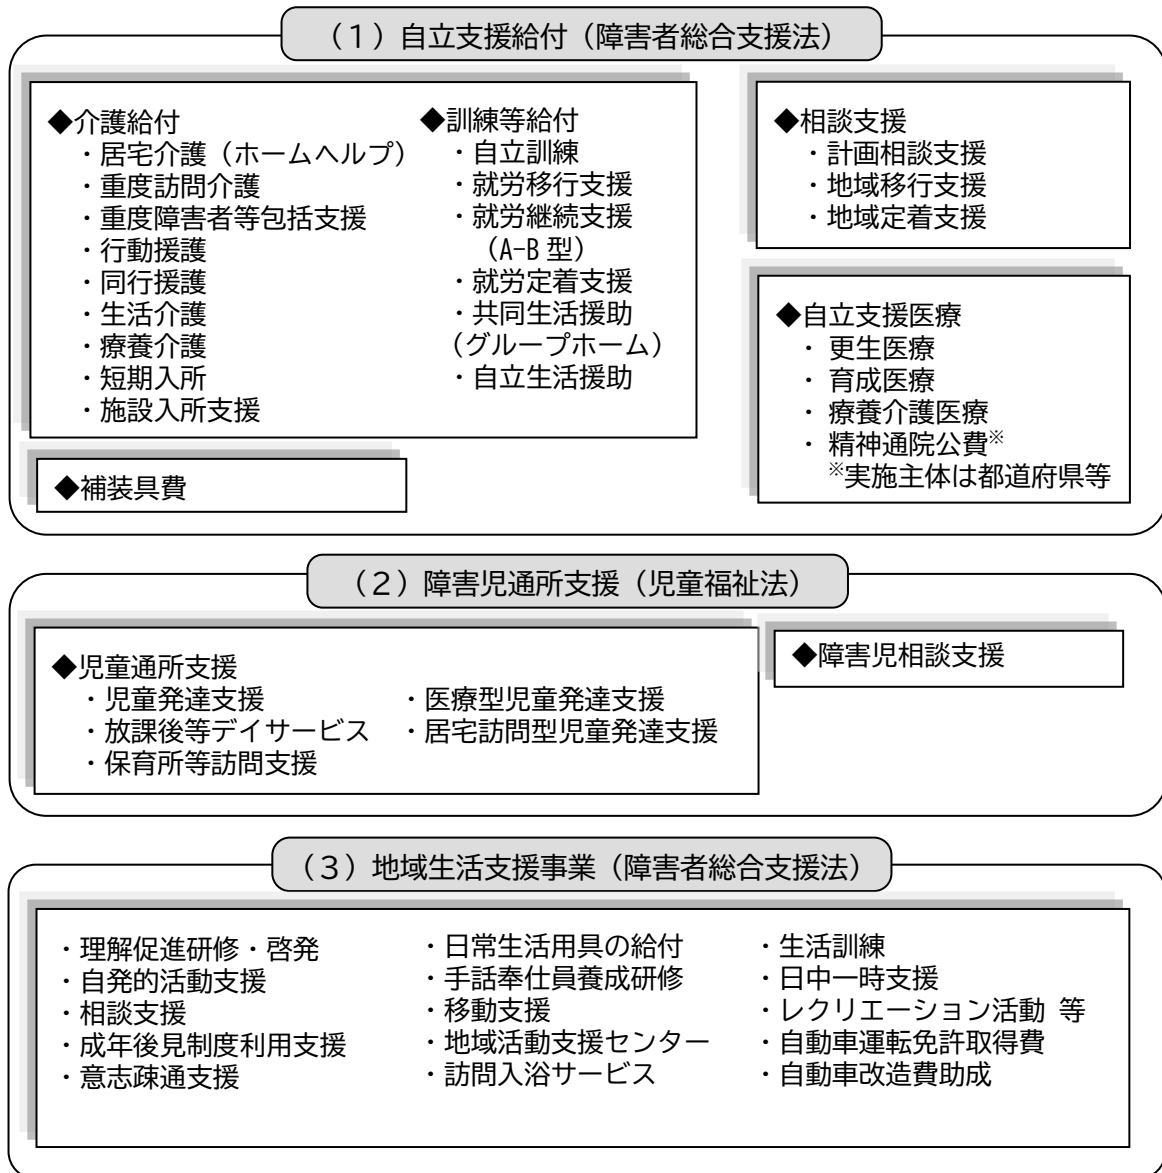 （１）自立支援給付（障害者総合支援法）
◆介護給付
・居宅介護（ホームヘルプ）
・重度訪問介護
・重度障害者等包括支援
・行動援護
・同行援護
・生活介護
・療養介護
・短期入所
・施設入所支援
◆訓練等給付
・自立訓練
・就労移行支援
・就労継続支援
（A-B 型）
・就労定着支援
・共同生活援助
（グループホーム）
・自立生活援助
◆相談支援
・計画相談支援
・地域移行支援
・地域定着支援
◆自立支援医療
・ 更生医療
・ 育成医療
・ 療養介護医療
・ 精神通院公費※
※実施主体は都道府県等
◆補装具費
（２）障害児通所支援（児童福祉法）
◆児童通所支援
・児童発達支援
・放課後等デイサービス
・保育所等訪問支援
・医療型児童発達支援
・居宅訪問型児童発達支援
◆障害児相談支援
（３）地域生活支援事業（障害者総合支援法）
・理解促進研修・啓発
・自発的活動支援
・相談支援
・成年後見制度利用支援
・意志疎通支援
・日常生活用具の給付
・手話奉仕員養成研修
・移動支援
・地域活動支援センター
・訪問入浴サービス
・生活訓練
・日中一時支援
・レクリエーション活動 等
・自動車運転免許取得費
・自動車改造費助成